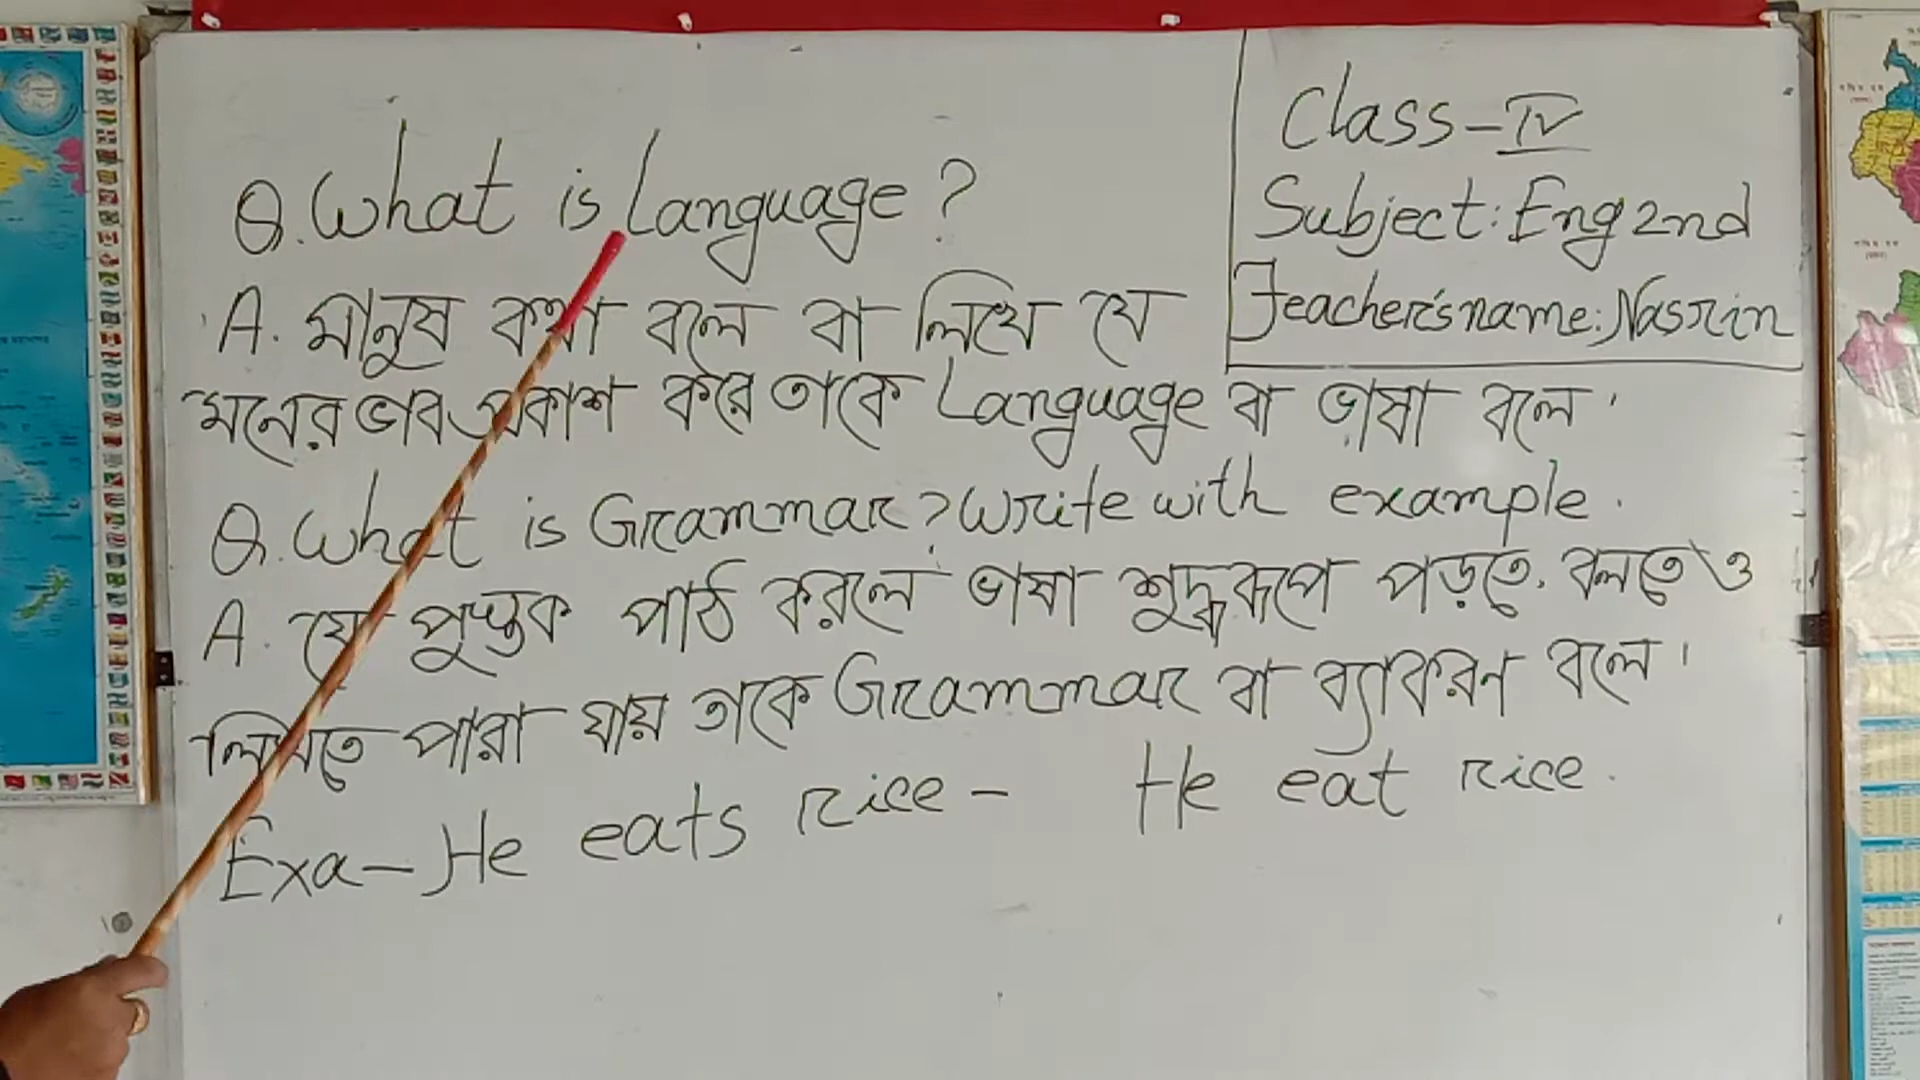 Class-IV
Subject: Eng 2nd
Teacher's name: Nasrin
Q. What is Language?
A. মানুষ কথা বলে বা লিখে যে
মনের ভাব প্রকাশ করে তাকে Language বা ভাষা বলে।
Q. What is Grammar? Write with example.
A. যে পুস্তক পাঠ করলে ভাষা শুদ্ধরূপে পড়তে, বলতে ও
লিখতে পারা যায় তাকে Grammar বা ব্যাকরণ বলে।
Exa- He eats rice - He eat rice.